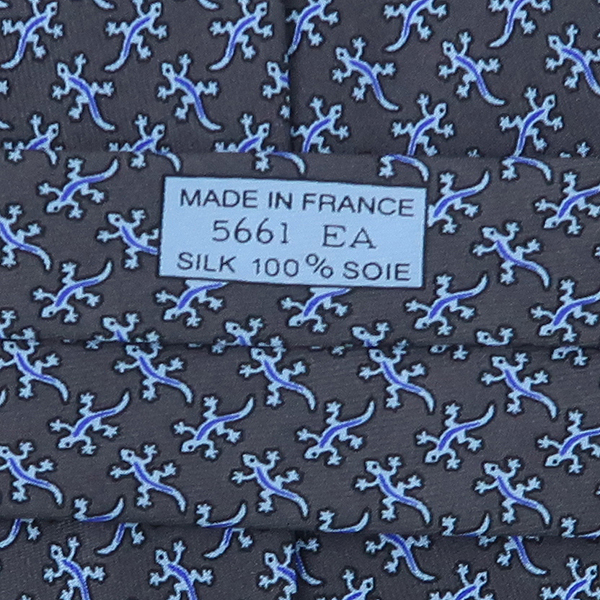 MADE IN FRANCE
5661 EA
SILK 100% SOIE